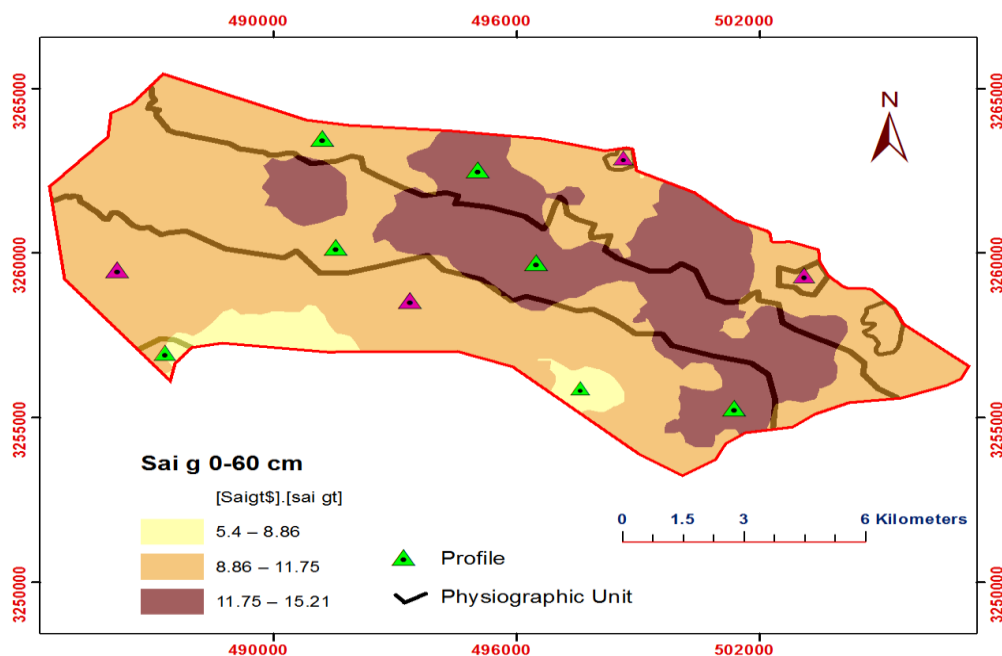 490000 496000 502000
3265000 3265000
N
3260000 3260000
3255000 3255000
Sai g 0-60 cm
[Saigt$].[sai gt]
5.4 – 8.86
8.86 – 11.75
11.75 – 15.21
Profile
Physiographic Unit
0 1.5 3 6 Kilometers
3250000 3250000
490000 496000 502000